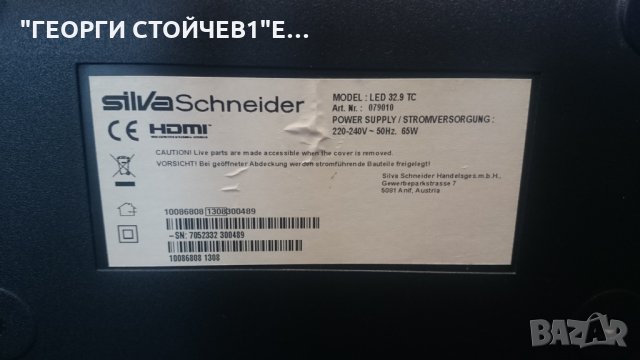 "ГЕОРГИ СТОЙЧЕВ1"Е...
silvaSchneider
CE HDMI
MODEL : LED 32.9 TC
Art. Nr.: 079010
POWER SUPPLY / STROMVERSORGUNG :
220-240V ~ 50Hz. 65W
CAUTION! Live parts are made accessible when the cover is removed.
VORSICHT! Bei geöffneter Abdeckung werden stromführende Bauteile freigelegt!
Silva Schneider Handelsges.m.b.H.,
Gewerbeparkstrasse 7
5081 Anif, Austria
10086808 1308 300489
-SN: 7052332 300489
10086808 1308
BAZAR